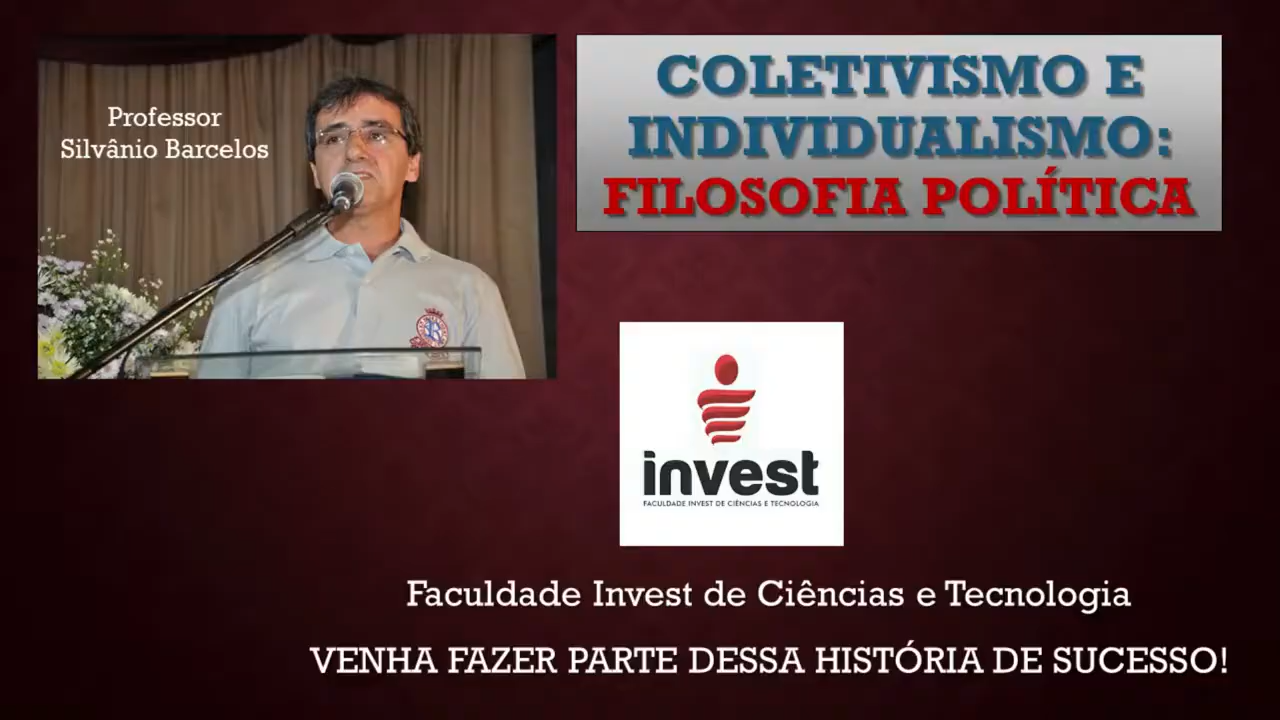 Professor
Silvânio Barcelos
COLETIVISMO E
INDIVIDUALISMO:
FILOSOFIA POLÍTICA
invest
FACULDADE INVEST DE CIÊNCIAS E TECNOLOGIA
Faculdade Invest de Ciências e Tecnologia
VENHA FAZER PARTE DESSA HISTÓRIA DE SUCESSO!